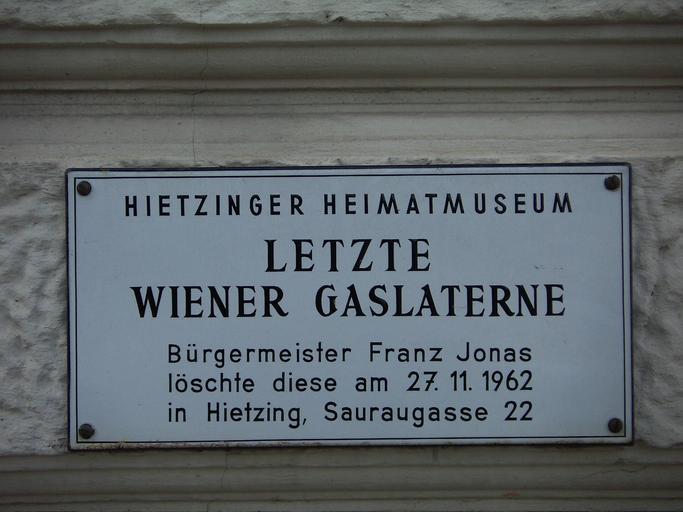 HIETZINGER HEIMATMUSEUM
LETZTE
WIENER GASLATERNE
Bürgermeister Franz Jonas
löschte diese am 27. 11. 1962
in Hietzing, Sauraugasse 22